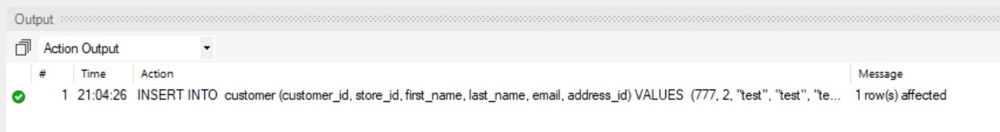 Output
Action Output
# Time Action Message
1 21:04:26 INSERT INTO customer (customer_id, store_id, first_name, last_name, email, address_id) VALUES (777, 2, "test", "test", "te... 1 row(s) affected